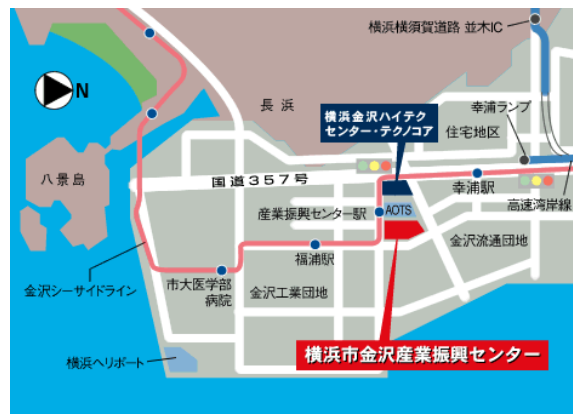 横浜横須賀道路 並木IC
N
長浜
横浜金沢ハイテク
センター・テクノコア
幸浦ランプ
住宅地区
八景島
国道357号
幸浦駅
高速湾岸線
産業振興センター駅
AOTS
金沢流通団地
福浦駅
金沢シーサイドライン
市大医学部
病院
金沢工業団地
横浜ヘリポート
横浜市金沢産業振興センター